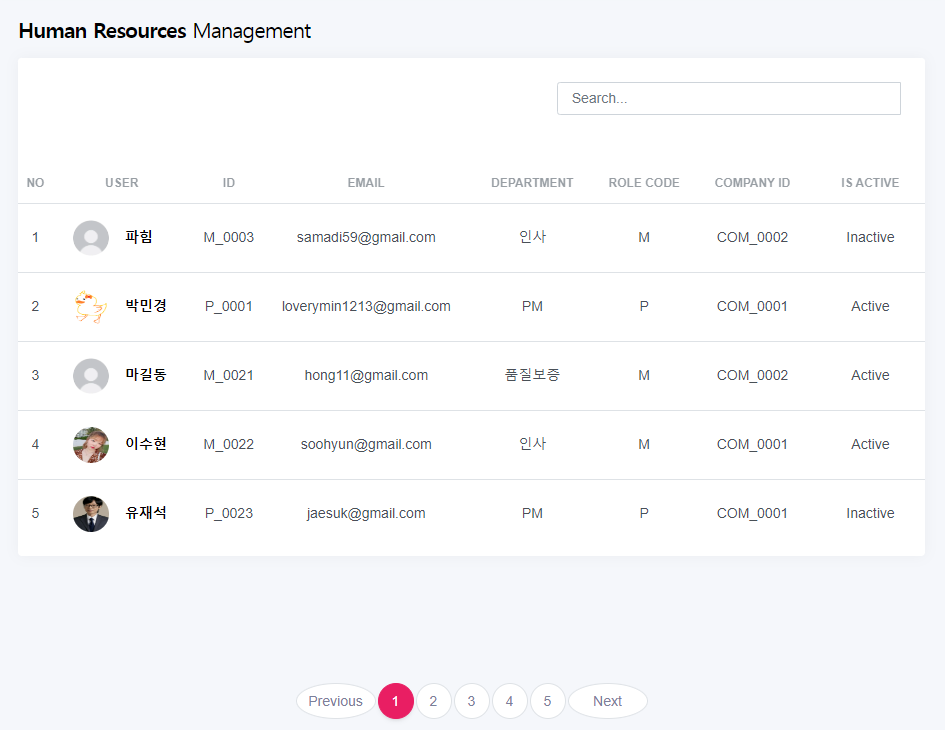 Human Resources Management
Search...
NO USER ID EMAIL DEPARTMENT ROLE CODE COMPANY ID IS ACTIVE
1 파힘 M_0003 samadi59@gmail.com 인사 M COM_0002 Inactive
2 박민경 P_0001 loverymin1213@gmail.com PM P COM_0001 Active
3 마길동 M_0021 hong11@gmail.com 품질보증 M COM_0002 Active
4 이수현 M_0022 soohyun@gmail.com 인사 M COM_0001 Active
5 유재석 P_0023 jaesuk@gmail.com PM P COM_0001 Inactive
Previous 1 2 3 4 5 Next